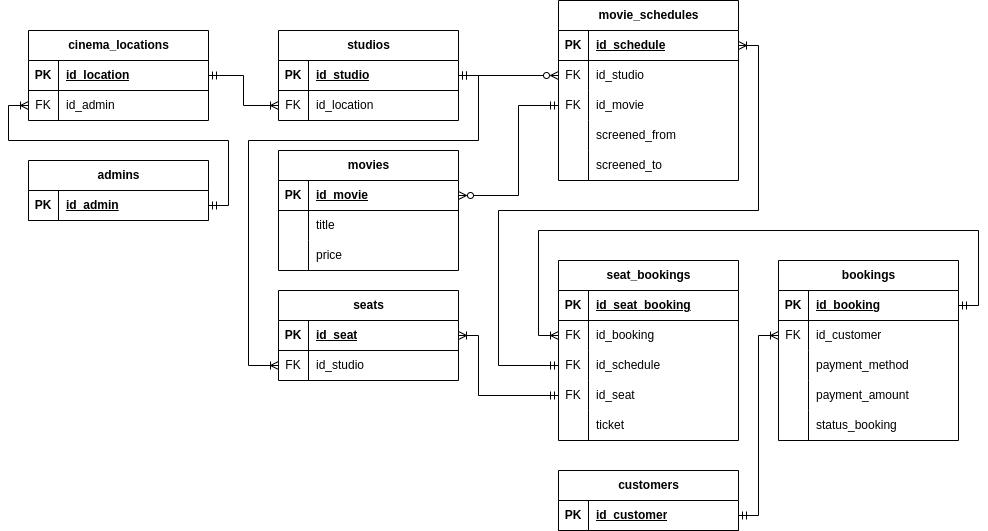 cinema_locations
PK id_location
FK id_admin
admins
PK id_admin
studios
PK id_studio
FK id_location
movies
PK id_movie
title
price
seats
PK id_seat
FK id_studio
movie_schedules
PK id_schedule
FK id_studio
FK id_movie
screened_from
screened_to
seat_bookings
PK id_seat_booking
FK id_booking
FK id_schedule
FK id_seat
ticket
bookings
PK id_booking
FK id_customer
payment_method
payment_amount
status_booking
customers
PK id_customer